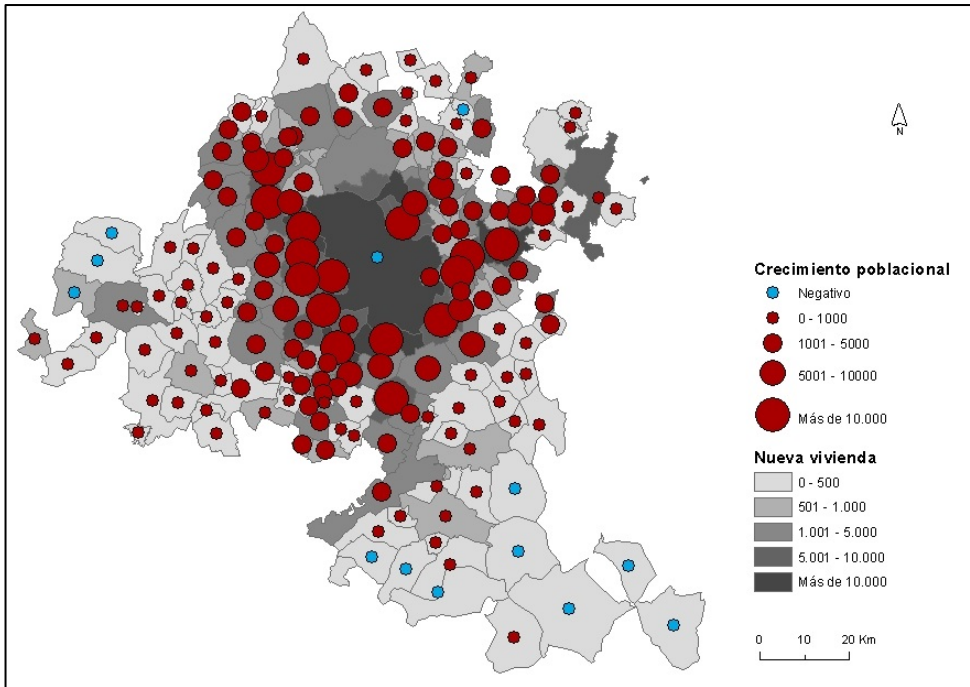 N
Crecimiento poblacional
Negativo
0 - 1000
1001 - 5000
5001 - 10000
Más de 10.000
Nueva vivienda
0 - 500
501 - 1.000
1.001 - 5.000
5.001 - 10.000
Más de 10.000
0 10 20 Km